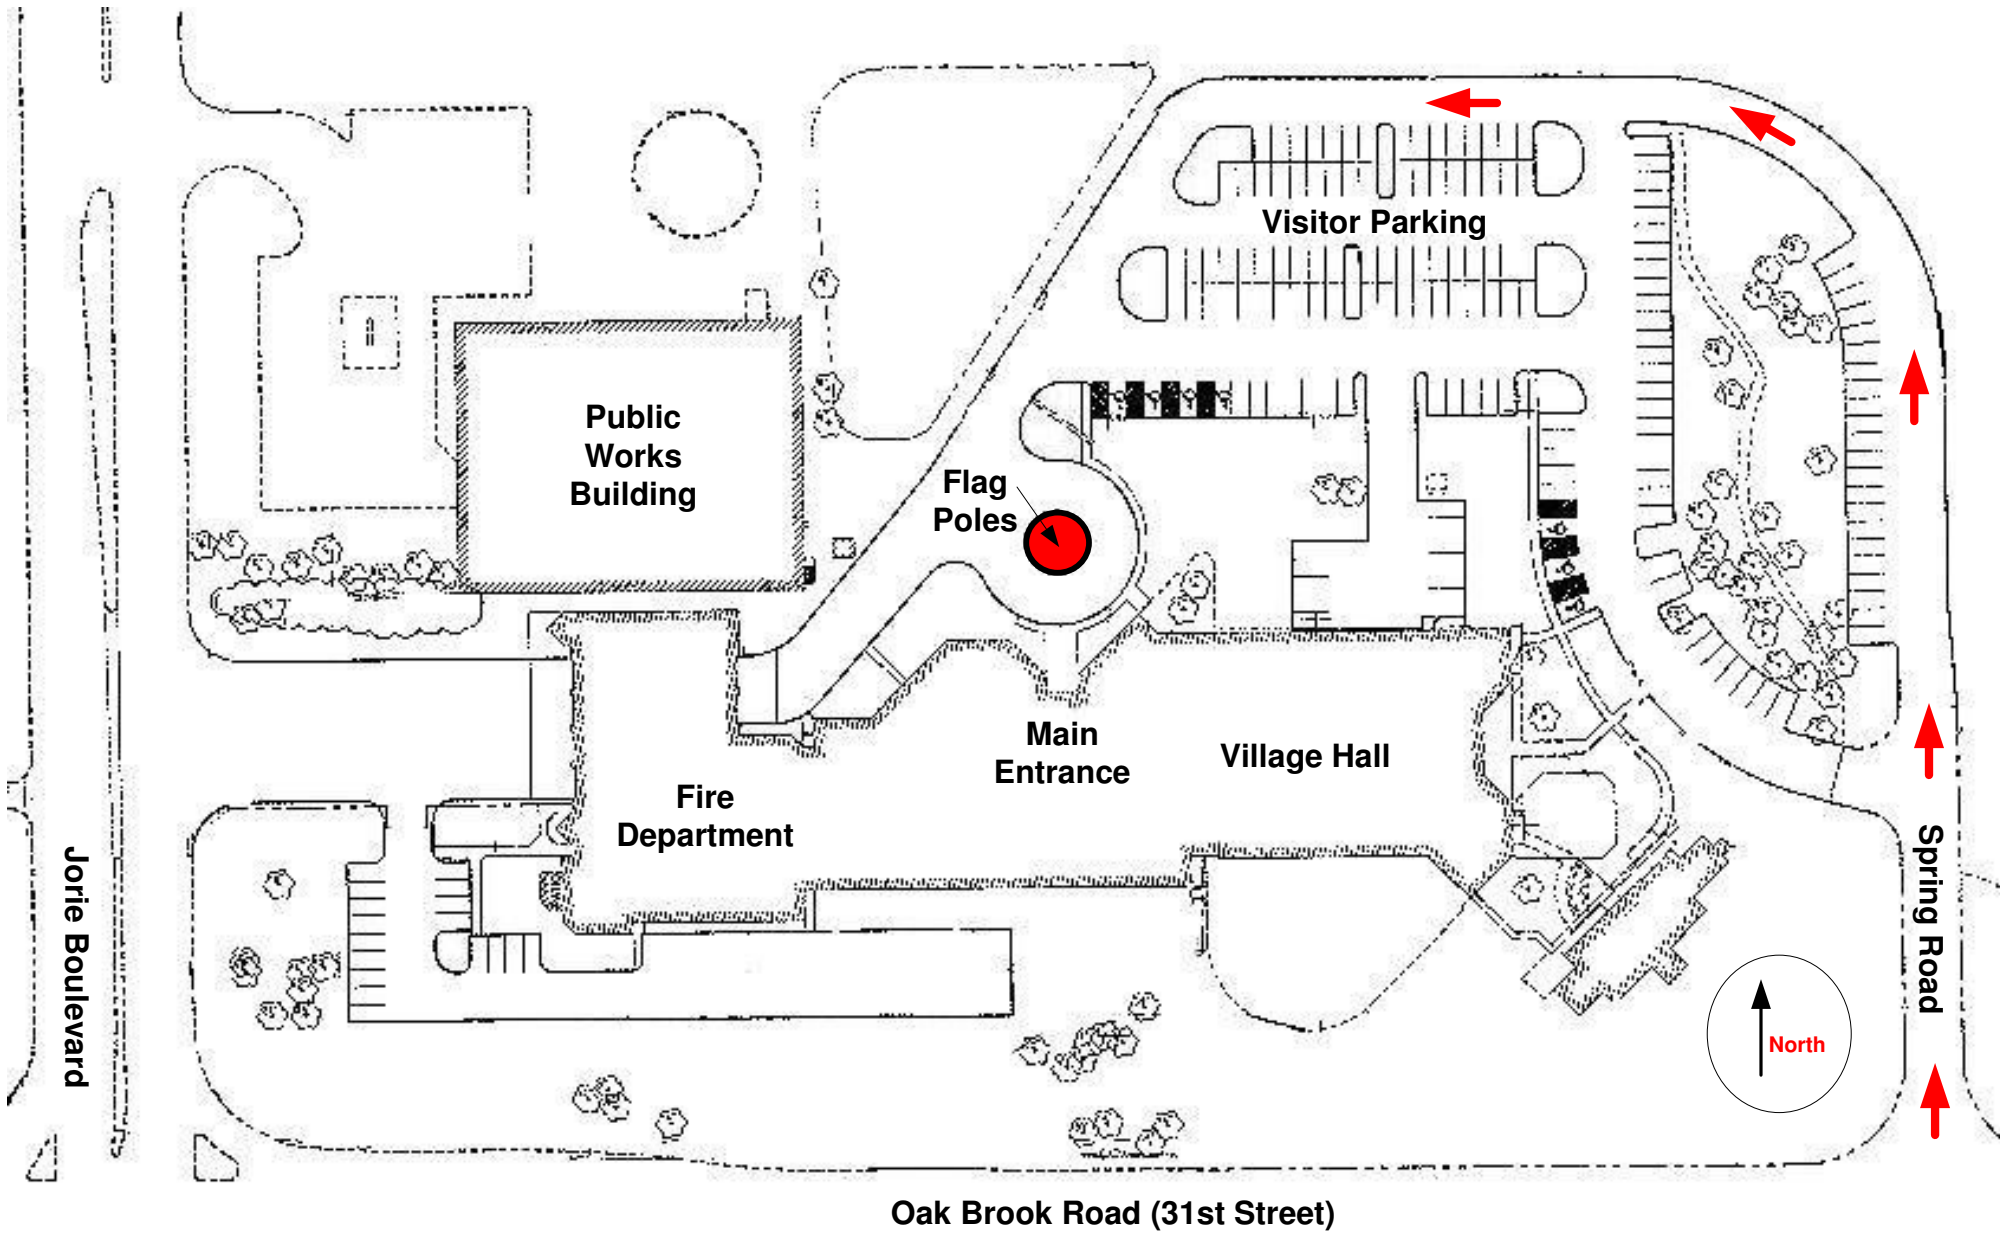 Visitor Parking
Public
Works
Building
Flag
Poles
Main
Entrance
Village Hall
Fire
Department
Jorie Boulevard
Spring Road
North
Oak Brook Road (31st Street)